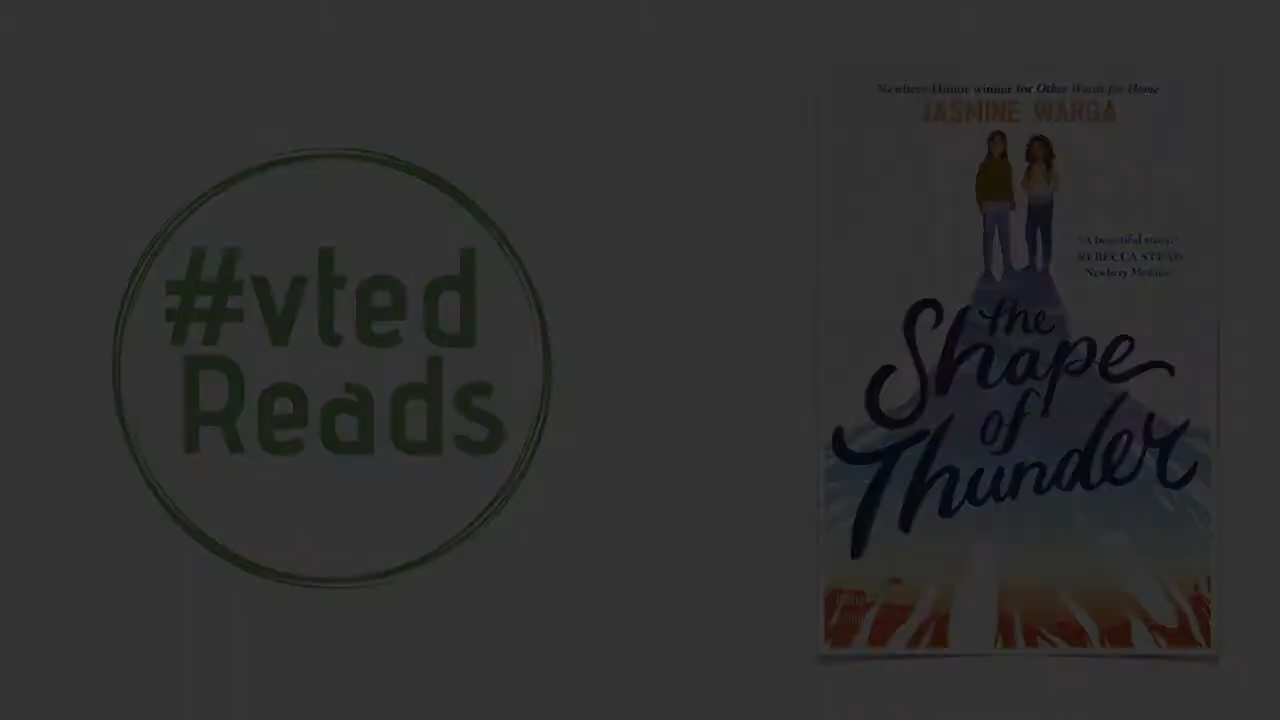 #vted
Reads
Newbery Honor winner for Other Words for Home
JASMINE WARGA
"A beautiful story."
REBECCA STEAD
Newbery Medalist
the
Shape
of
Thunder